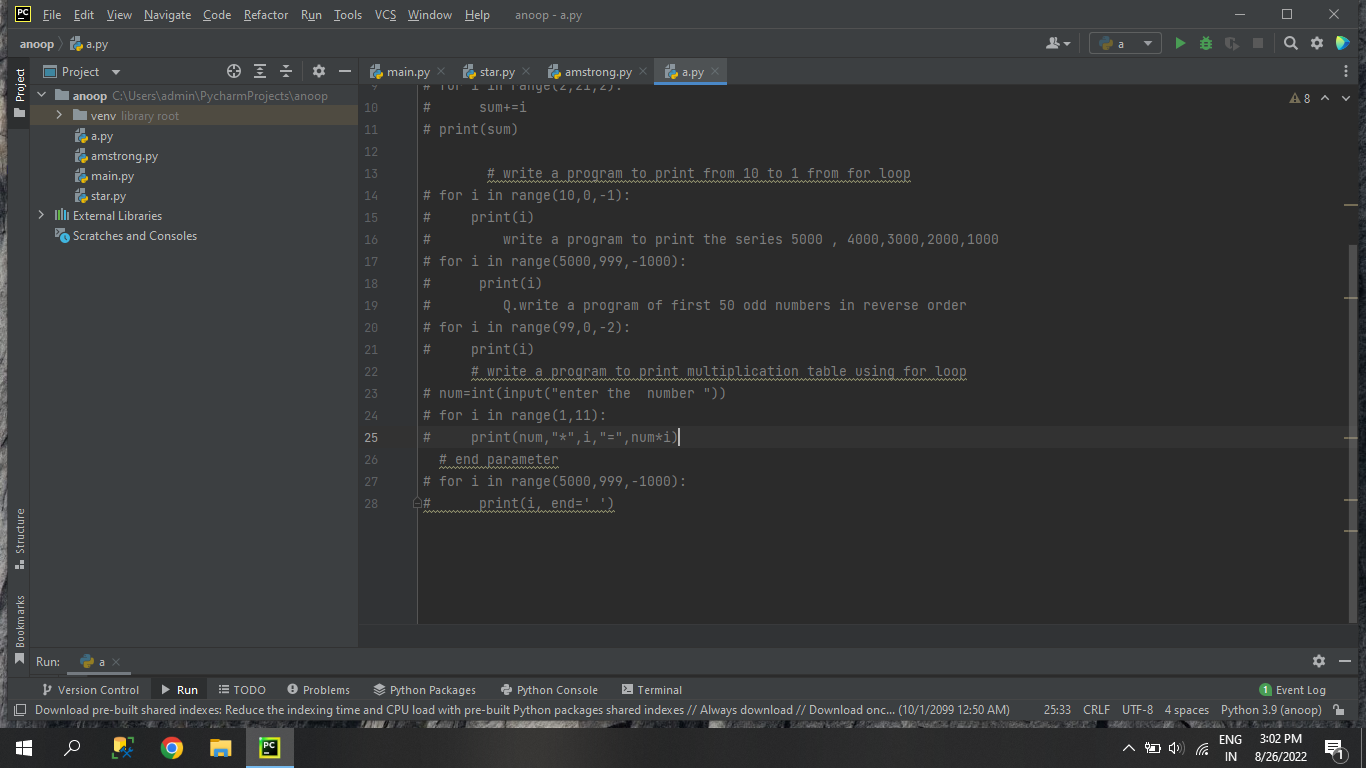 PC File Edit View Navigate Code Refactor Run Tools VCS Window Help anoop - a.py
anoop a.py a
Project
Project
main.py star.py amstrong.py a.py
anoop C:\Users\admin\PycharmProjects\anoop
venv library root
a.py
amstrong.py
main.py
star.py
External Libraries
Scratches and Consoles
Structure
Bookmarks
8
9 # for i in range(2,21,2):
10 #      sum+=i
11 # print(sum)
12
13         # write a program to print from 10 to 1 from for loop
14 # for i in range(10,0,-1):
15 #     print(i)
16 #         write a program to print the series 5000 , 4000,3000,2000,1000
17 # for i in range(5000,999,-1000):
18 #      print(i)
19 #         Q.write a program of first 50 odd numbers in reverse order
20 # for i in range(99,0,-2):
21 #     print(i)
22       # write a program to print multiplication table using for loop
23 # num=int(input("enter the  number "))
24 # for i in range(1,11):
25 #     print(num,"*",i,"=",num*i)
26   # end parameter
27 # for i in range(5000,999,-1000):
28 #      print(i, end=' ')
Run: a
Version Control Run TODO Problems Python Packages Python Console Terminal 1 Event Log
Download pre-built shared indexes: Reduce the indexing time and CPU load with pre-built Python packages shared indexes // Always download // Download onc... (10/1/2099 12:50 AM) 25:33 CRLF UTF-8 4 spaces Python 3.9 (anoop)
PC ENG 3:02 PM
IN 8/26/2022 1